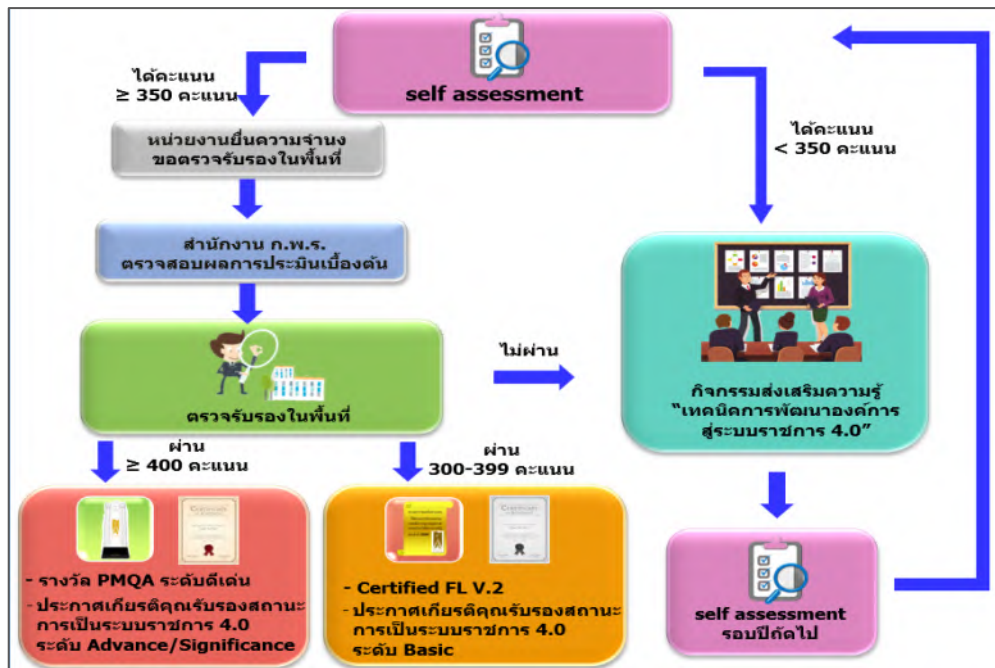 self assessment
ได้คะแนน
≥ 350 คะแนน
หน่วยงานยื่นความจำนง
ขอตรวจรับรองในพื้นที่
สำนักงาน ก.พ.ร.
ตรวจสอบผลการประมินเบื้องต้น
ตรวจรับรองในพื้นที่
ผ่าน
≥ 400 คะแนน
- รางวัล PMQA ระดับดีเด่น
- ประกาศเกียรติคุณรับรองสถานะ
การเป็นระบบราชการ 4.0
ระดับ Advance/Significance
ผ่าน
300-399 คะแนน
- Certified FL V.2
- ประกาศเกียรติคุณรับรองสถานะ
การเป็นระบบราชการ 4.0
ระดับ Basic
ไม่ผ่าน
ได้คะแนน
< 350 คะแนน
กิจกรรมส่งเสริมความรู้
“เทคนิคการพัฒนาองค์การ
สู่ระบบราชการ 4.0”
self assessment
รอบปีถัดไป